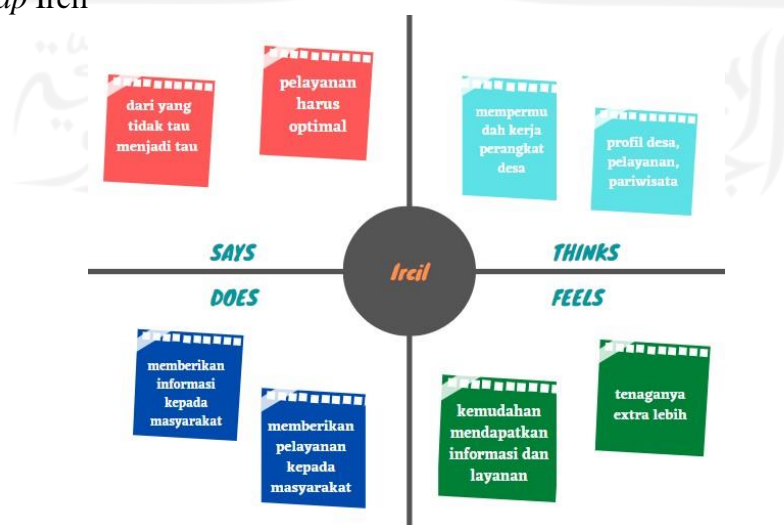 ap Ircil
dari yang
tidak tau
menjadi tau
pelayanan
harus
optimal
mempermu
dah kerja
perangkat
desa
profil desa,
pelayanan,
pariwisata
SAYS
THINKS
Ircil
DOES
FEELS
memberikan
informasi
kepada
masyarakat
memberikan
pelayanan
kepada
masyarakat
kemudahan
mendapatkan
informasi dan
layanan
tenaganya
extra lebih